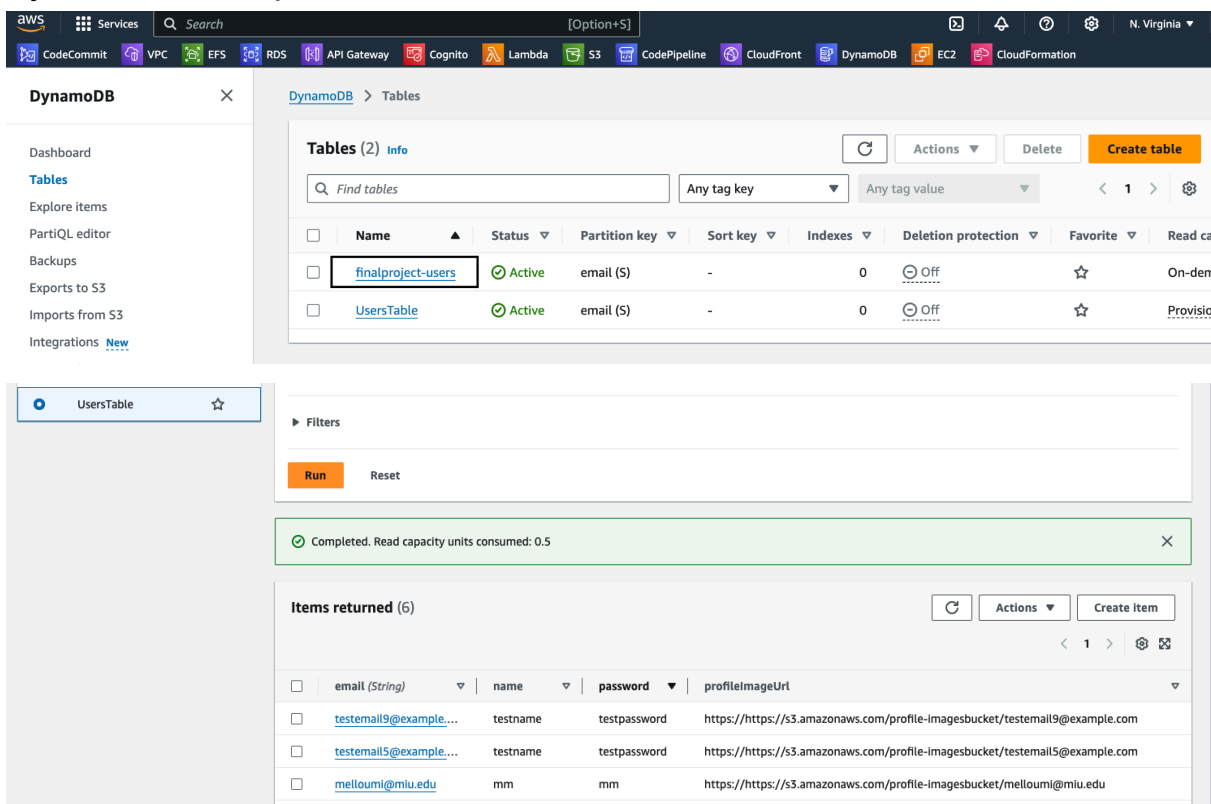 aws Services Search [Option+S] N. Virginia
CodeCommit VPC EFS RDS API Gateway Cognito Lambda S3 CodePipeline CloudFront DynamoDB EC2 CloudFormation
DynamoDB
Dashboard
Tables
Explore items
PartiQL editor
Backups
Exports to S3
Imports from S3
Integrations New
DynamoDB > Tables
Tables (2) Info Actions Delete Create table
Find tables Any tag key Any tag value 1
Name Status Partition key Sort key Indexes Deletion protection Favorite Read ca
finalproject-users Active email (S) - 0 Off On-dem
UsersTable Active email (S) - 0 Off Provisio
UsersTable
Filters
Run Reset
Completed. Read capacity units consumed: 0.5
Items returned (6) Actions Create item
1
email (String) name password profileImageUrl
testemail9@example.... testname testpassword https://https://s3.amazonaws.com/profile-imagesbucket/testemail9@example.com
testemail5@example.... testname testpassword https://https://s3.amazonaws.com/profile-imagesbucket/testemail5@example.com
melloumi@miu.edu mm mm https://https://s3.amazonaws.com/profile-imagesbucket/melloumi@miu.edu